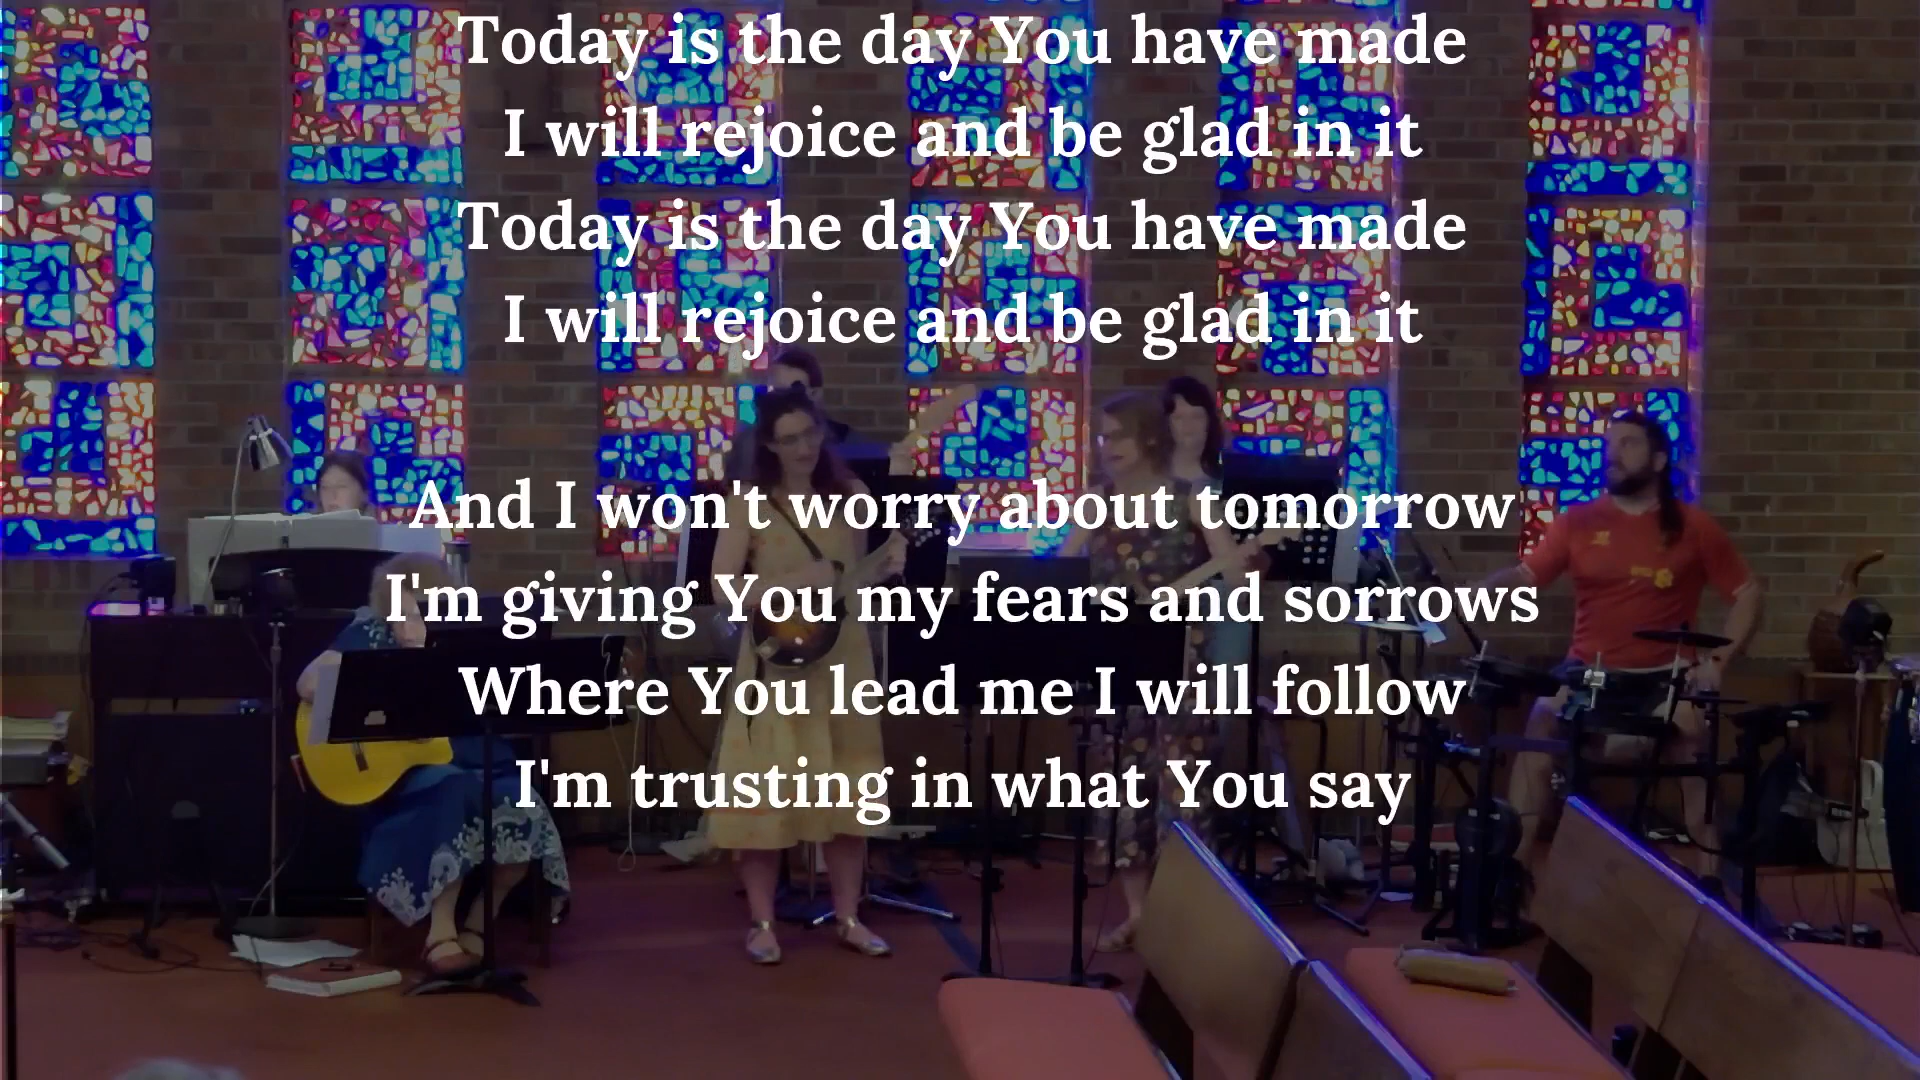 Today is the day You have made
I will rejoice and be glad in it
Today is the day You have made
I will rejoice and be glad in it
And I won't worry about tomorrow
I'm giving You my fears and sorrows
Where You lead me I will follow
I'm trusting in what You say